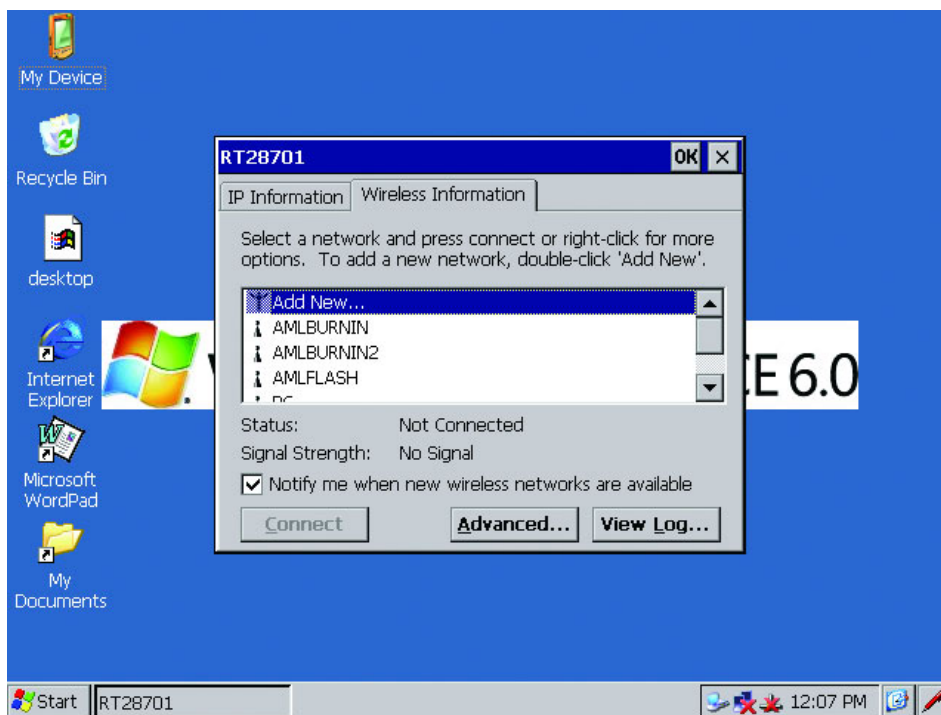 My Device
Recycle Bin
desktop
Internet
Explorer
Microsoft
WordPad
My
Documents
RT28701
OK
IP Information
Wireless Information
Select a network and press connect or right-click for more
options. To add a new network, double-click 'Add New'.
Add New...
AMLBURNIN
AMLBURNIN2
AMLFLASH
Status: Not Connected
Signal Strength: No Signal
Notify me when new wireless networks are available
Connect
Advanced...
View Log...
CE 6.0
Start
RT28701
12:07 PM